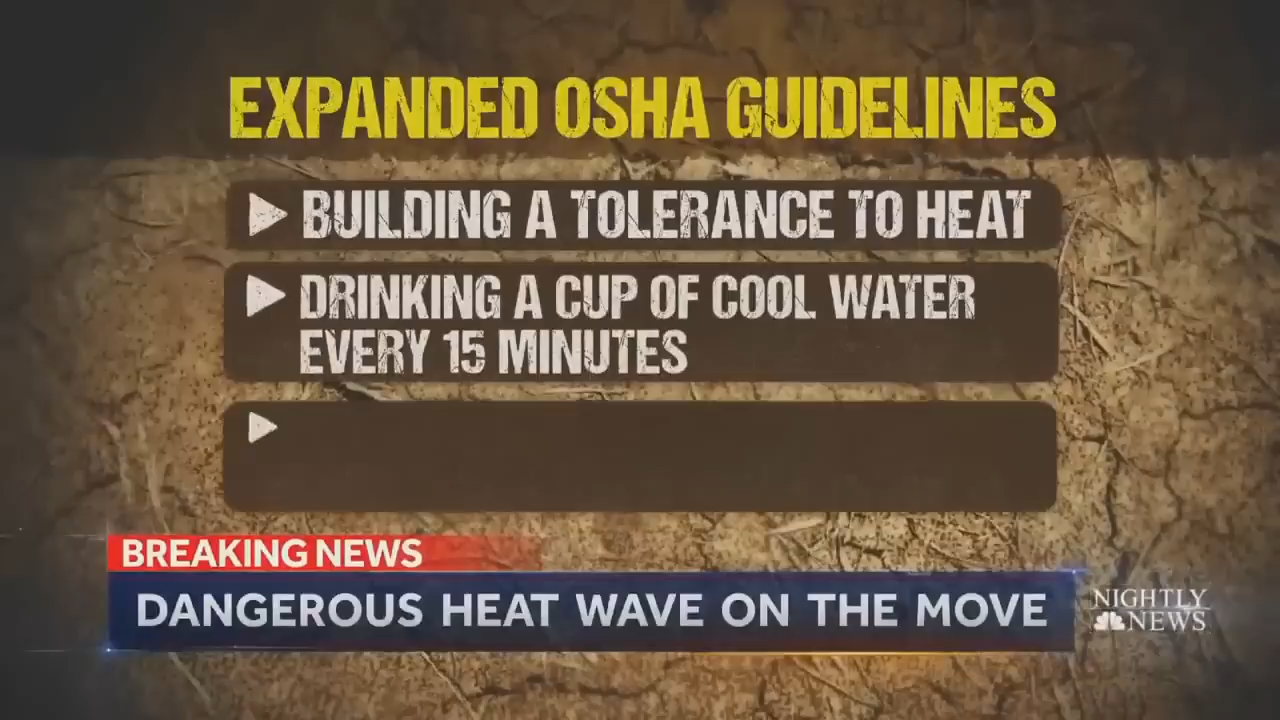 EXPANDED OSHA GUIDELINES
BUILDING A TOLERANCE TO HEAT
DRINKING A CUP OF COOL WATER
EVERY 15 MINUTES
BREAKING NEWS
DANGEROUS HEAT WAVE ON THE MOVE
NIGHTLY
NEWS